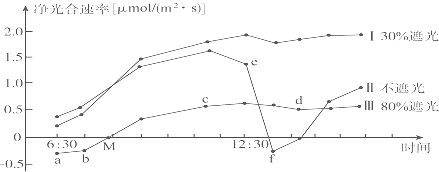 净光合速率[μmol/(m²·s)]
2.0
Ⅰ 30%遮光
1.5
e
1.0
Ⅱ 不遮光
c
d
Ⅲ 80%遮光
0.5
0
6:30
12:30
时间
a
b
M
f
-0.5